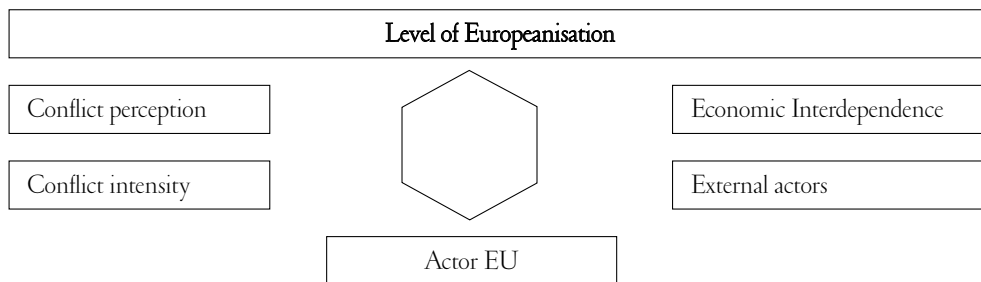 Level of Europeanisation
Conflict perception
Economic Interdependence
Conflict intensity
External actors
Actor EU